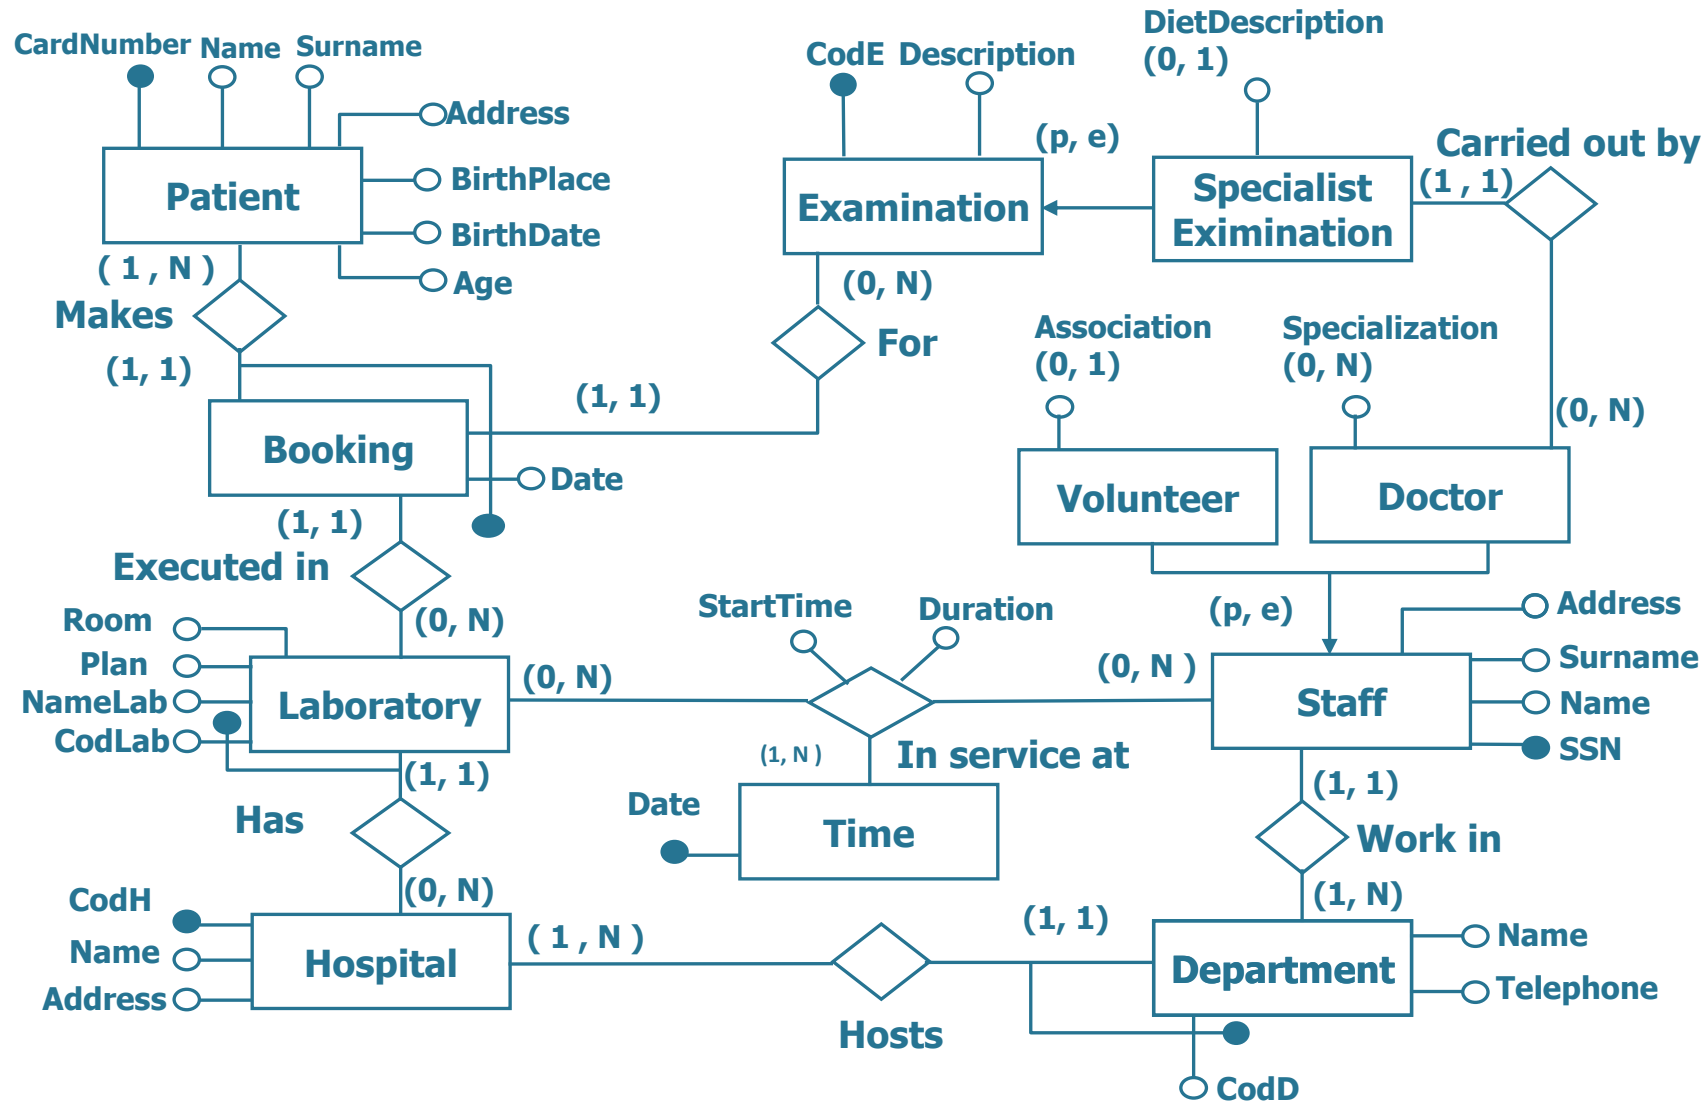 DietDescription
(0, 1)
CardNumber Name Surname
CodE Description
Address
(p, e)
Carried out by
(1 , 1)
Patient
BirthPlace
Examination
Specialist
Eximination
BirthDate
( 1 , N )
Age
(0, N)
Makes
For
Association
(0, 1)
Specialization
(0, N)
(1, 1)
(1, 1)
(0, N)
Booking
Date
Volunteer
Doctor
(1, 1)
Executed in
Room
(0, N)
StartTime
Duration
(p, e)
Address
Plan
(0, N)
(0, N )
Surname
NameLab
Laboratory
Staff
Name
CodLab
SSN
(1, 1)
(1, N )
In service at
(1, 1)
Has
Date
Time
Work in
(0, N)
(1, N)
CodH
( 1 , N )
(1, 1)
Name
Name
Hospital
Department
Address
Telephone
Hosts
CodD